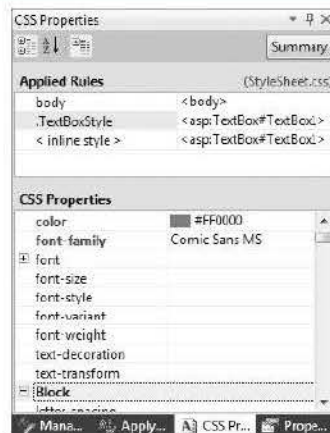 CSS Properties
Summary
Applied Rules (StyleSheet.css)
body <body>
.TextBoxStyle <asp:TextBox#TextBox1>
< inline style > <asp:TextBox#TextBox1>
CSS Properties
color #FF0000
font-family Comic Sans MS
font
font-size
font-style
font-variant
font-weight
text-decoration
text-transform
Block
letter-spacing
Mana... Apply... CSS Pr... Prope...